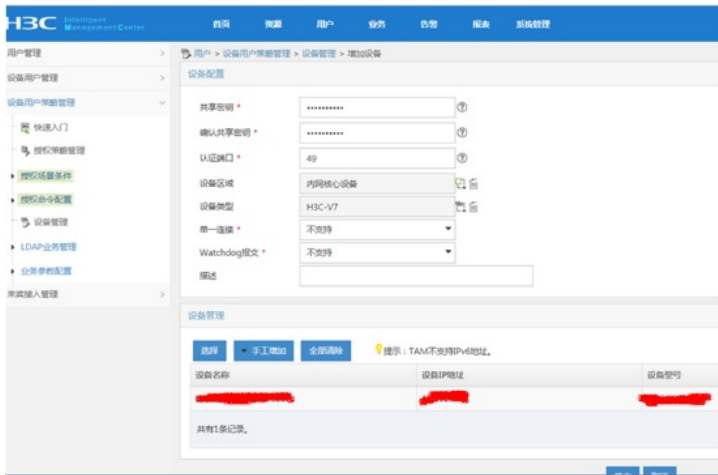 H3C Intelligent Management Center
首页 资源 用户 业务 告警 报表 系统管理
用户管理
设备用户管理
设备用户策略管理
快速入门
授权策略管理
授权场景条件
授权命令配置
设备管理
LDAP业务管理
业务参数配置
来宾接入管理
用户 > 设备用户策略管理 > 设备管理 > 增加设备
设备配置
共享密钥 * ••••••••••
确认共享密钥 * ••••••••••
认证端口 * 49
设备区域 内网核心设备
设备类型 H3C-V7
单一连接 * 不支持
Watchdog报文 * 不支持
描述
设备管理
选择 手工增加 全部清除 提示：TAM不支持IPv6地址。
设备名称 设备IP地址 设备型号
共有1条记录。